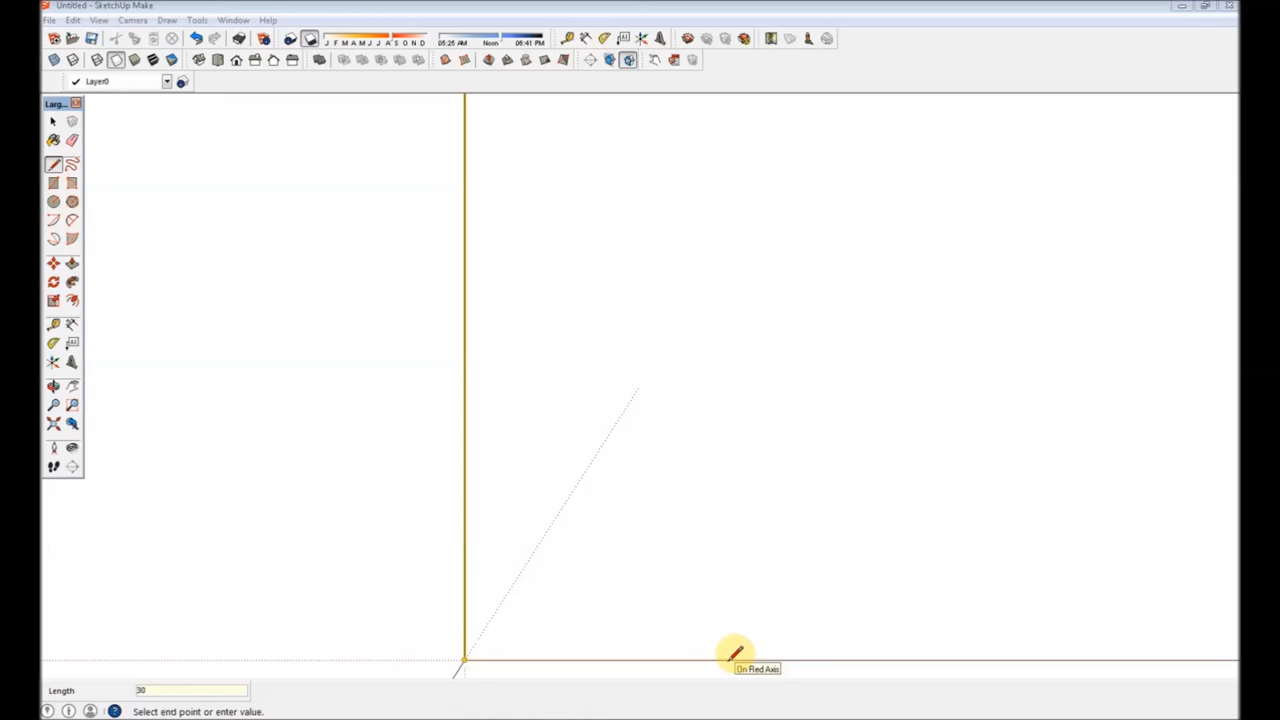 Untitled - SketchUp Make
File Edit View Camera Draw Tools Window Help
J F M A M J J A S O N D 05:25 AM Noon 06:41 PM
Layer0
Larg...
On Red Axis
Length 30
Select end point or enter value.